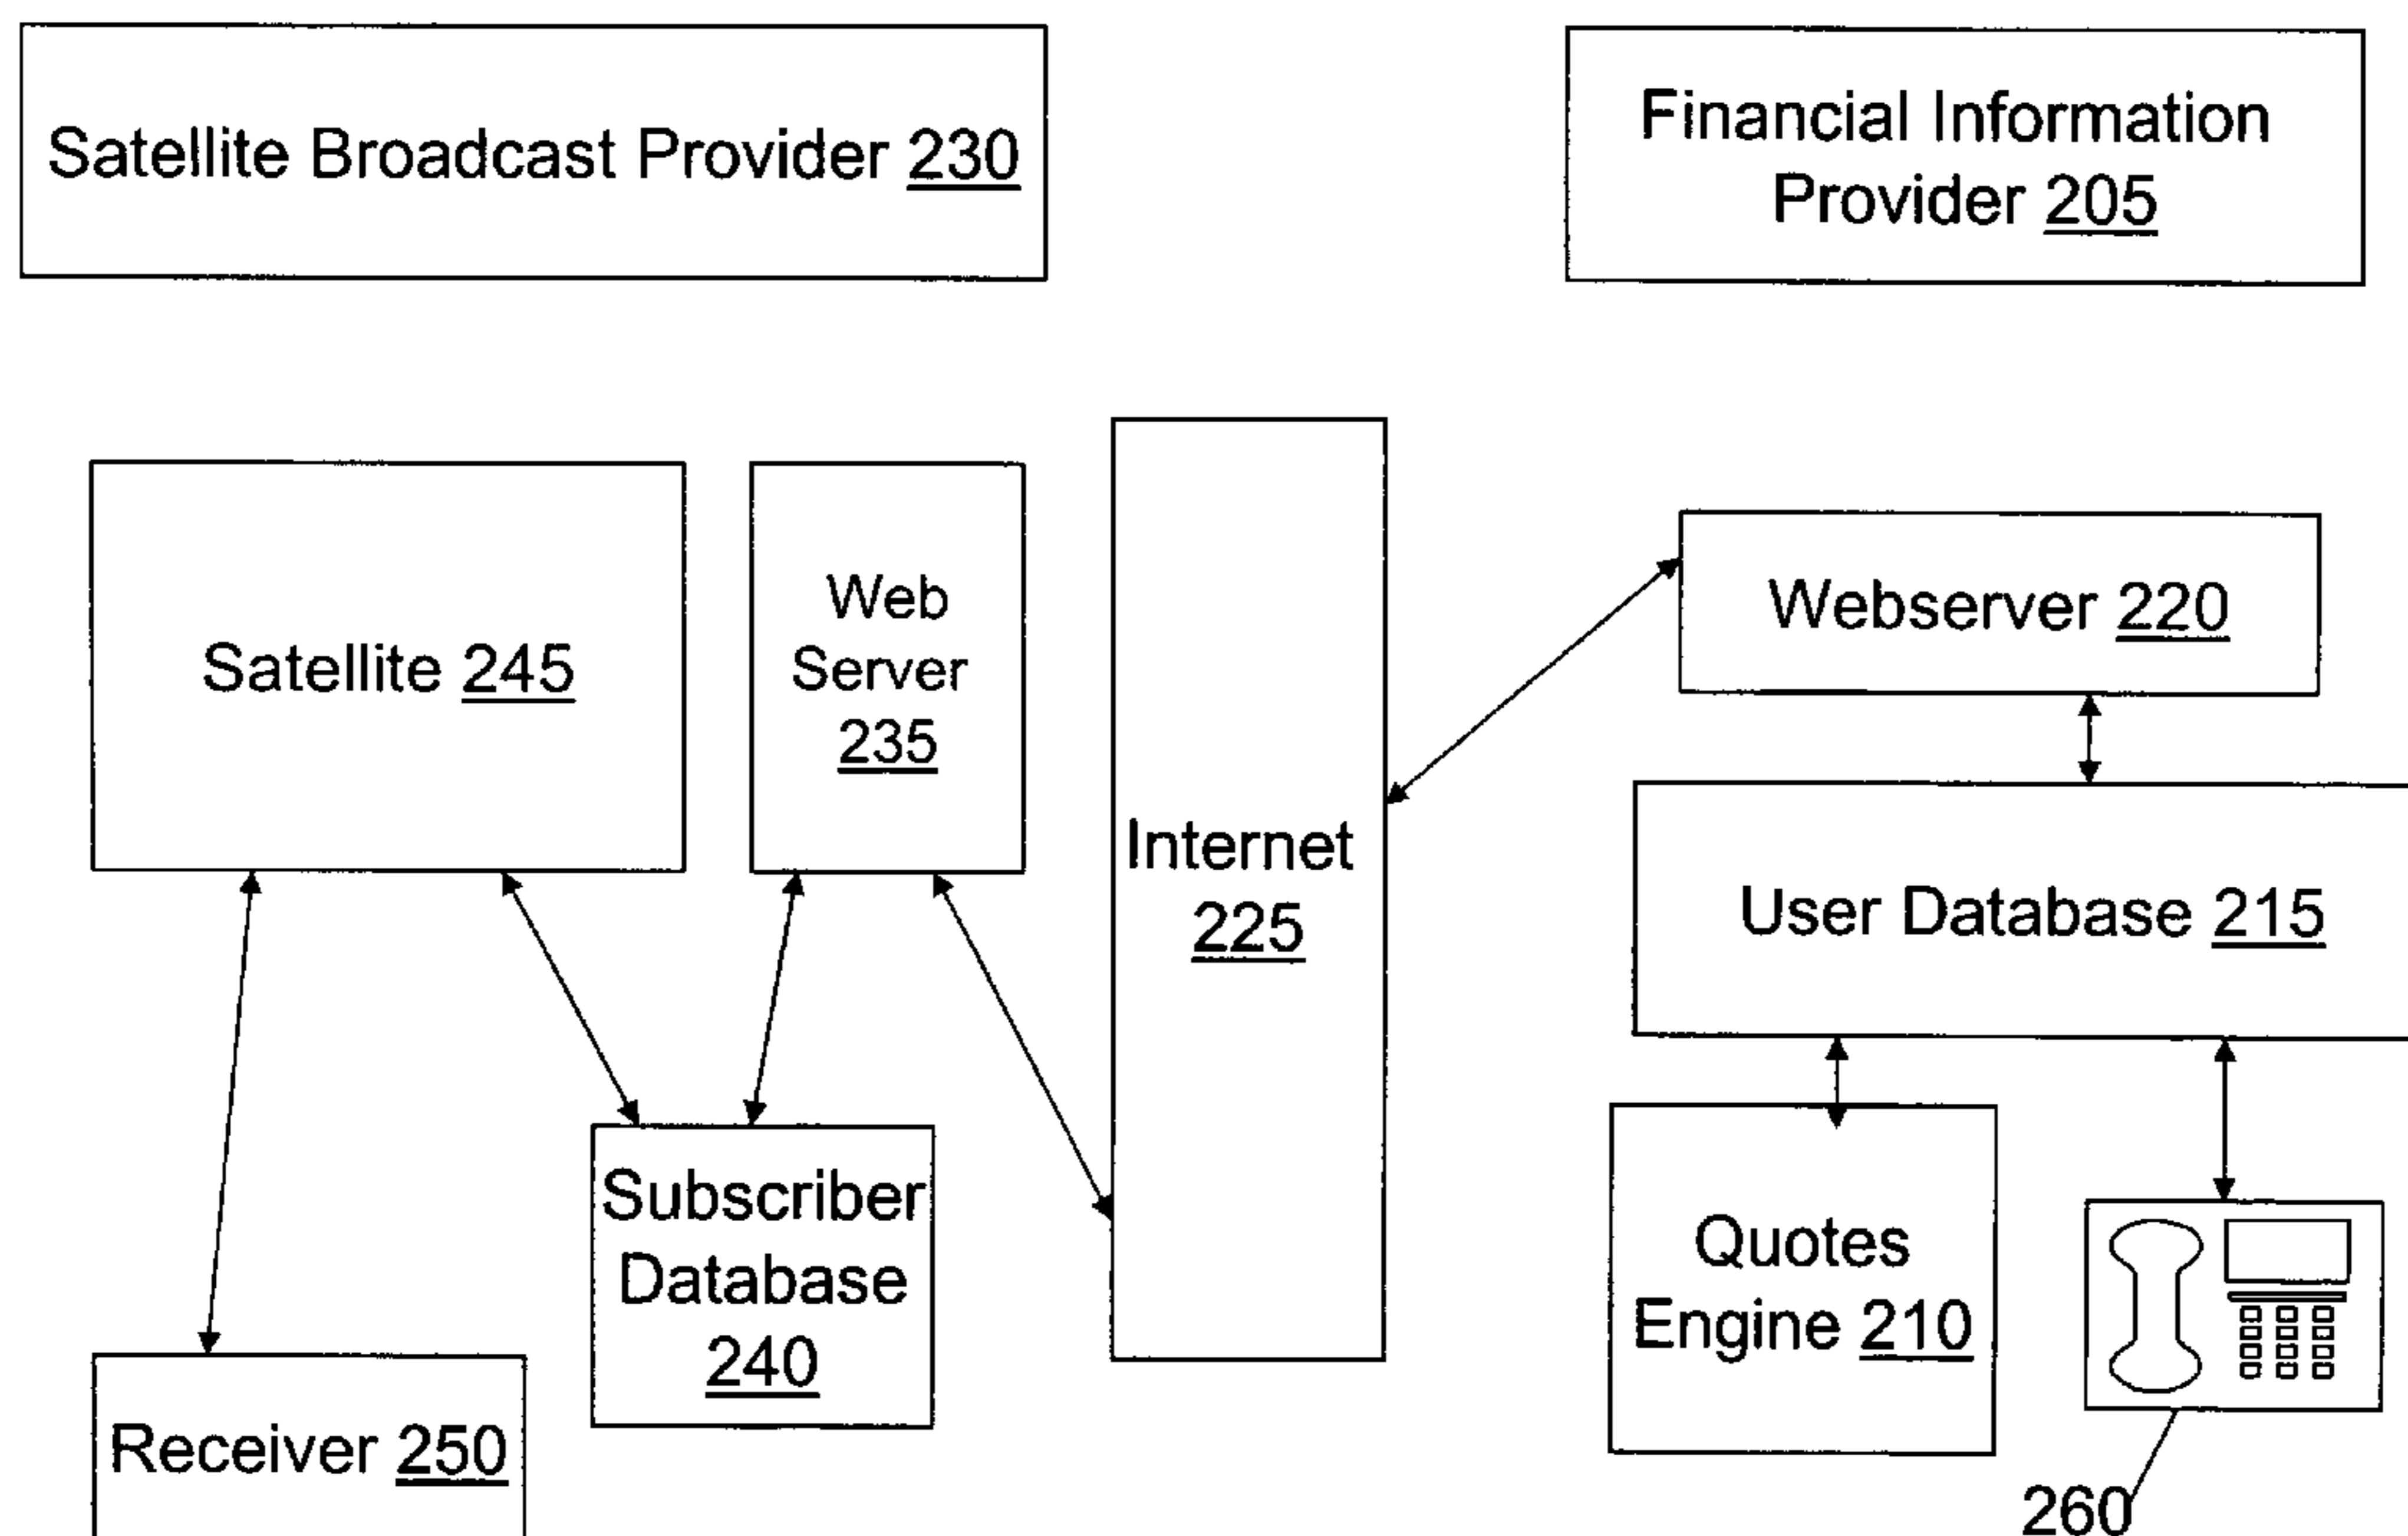 Satellite Broadcast Provider 230
Financial Information
Provider 205
Satellite 245
Web
Server
235
Internet
225
Webserver 220
User Database 215
Subscriber
Database
240
Quotes
Engine 210
Receiver 250
260